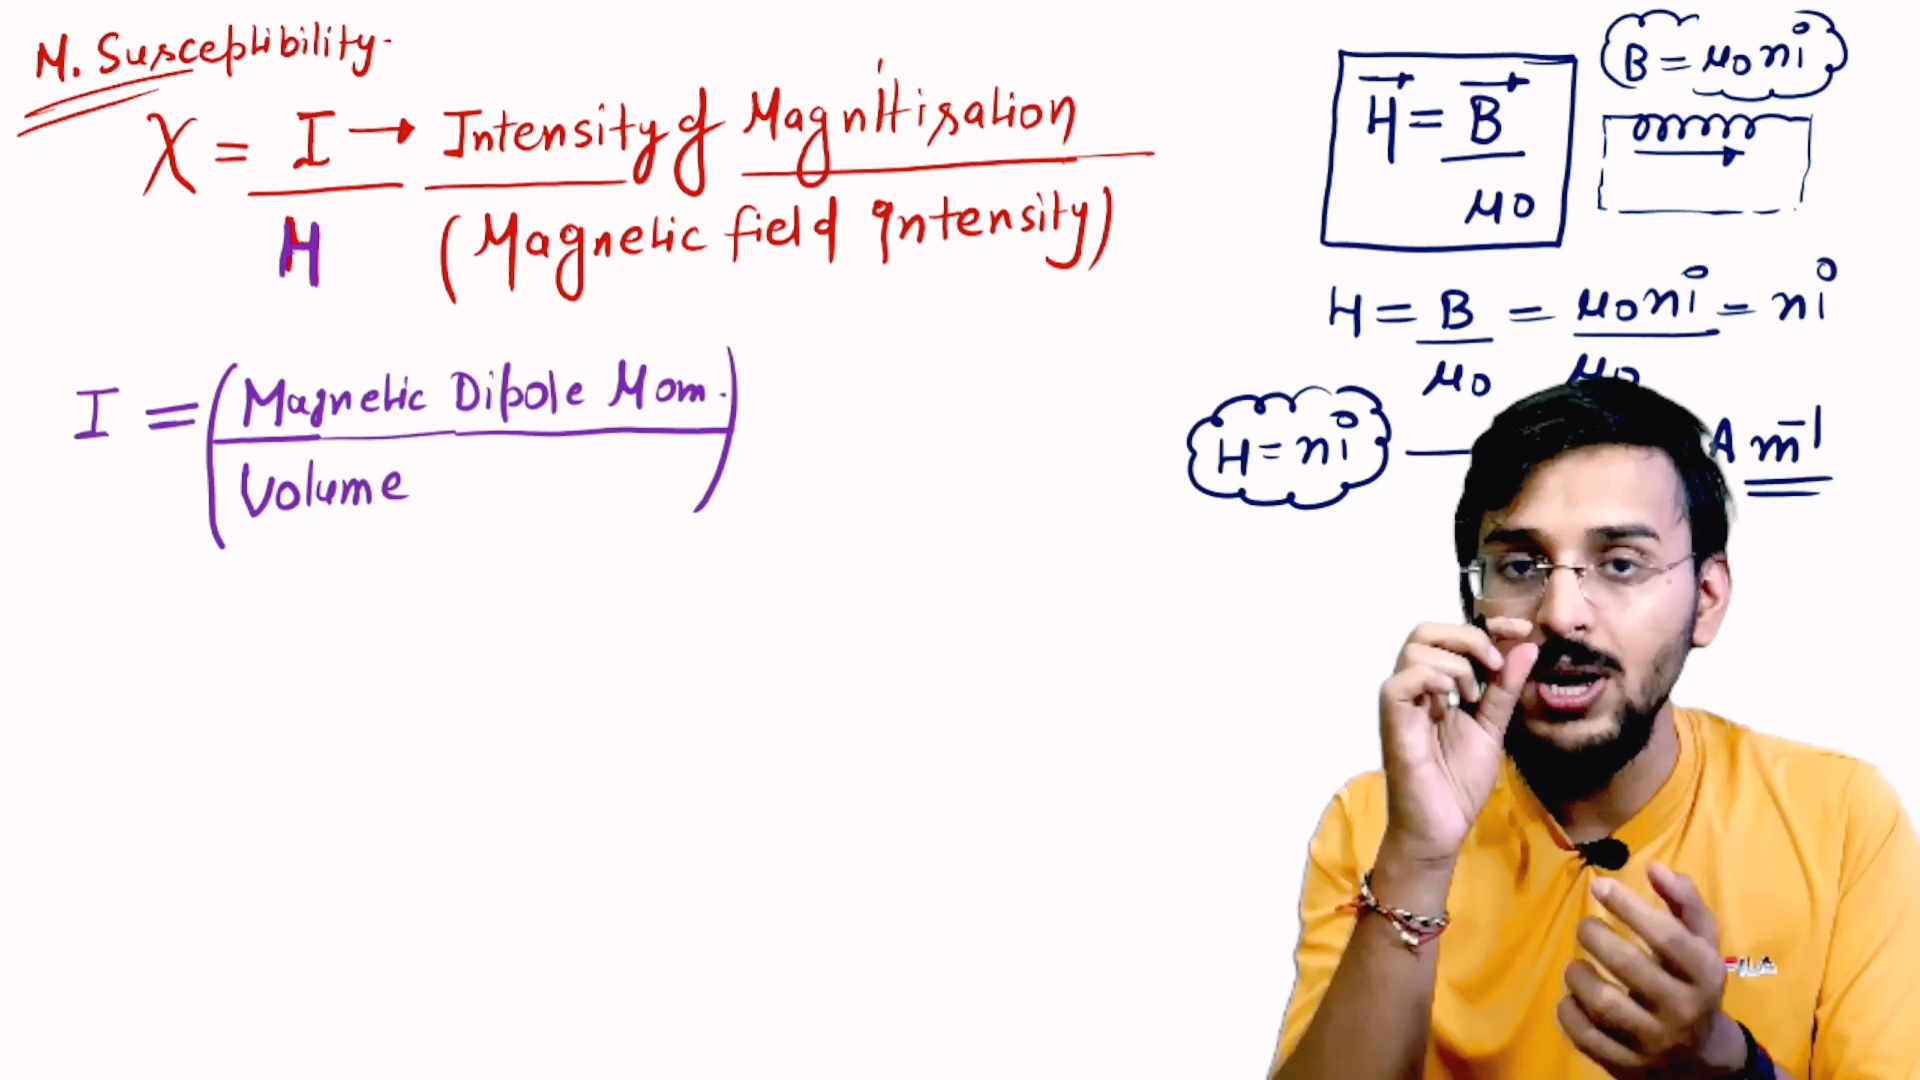 M. Susceptibility.
χ = I → Intensity of Magnitisation
H (Magnetic field Intensity)
I = (Magnetic Dipole Mom.
Volume)
B = μ0ni
H = B
μ0
H = B = μ0ni = ni
μ0 μ0
H = ni — A m-1
FILA